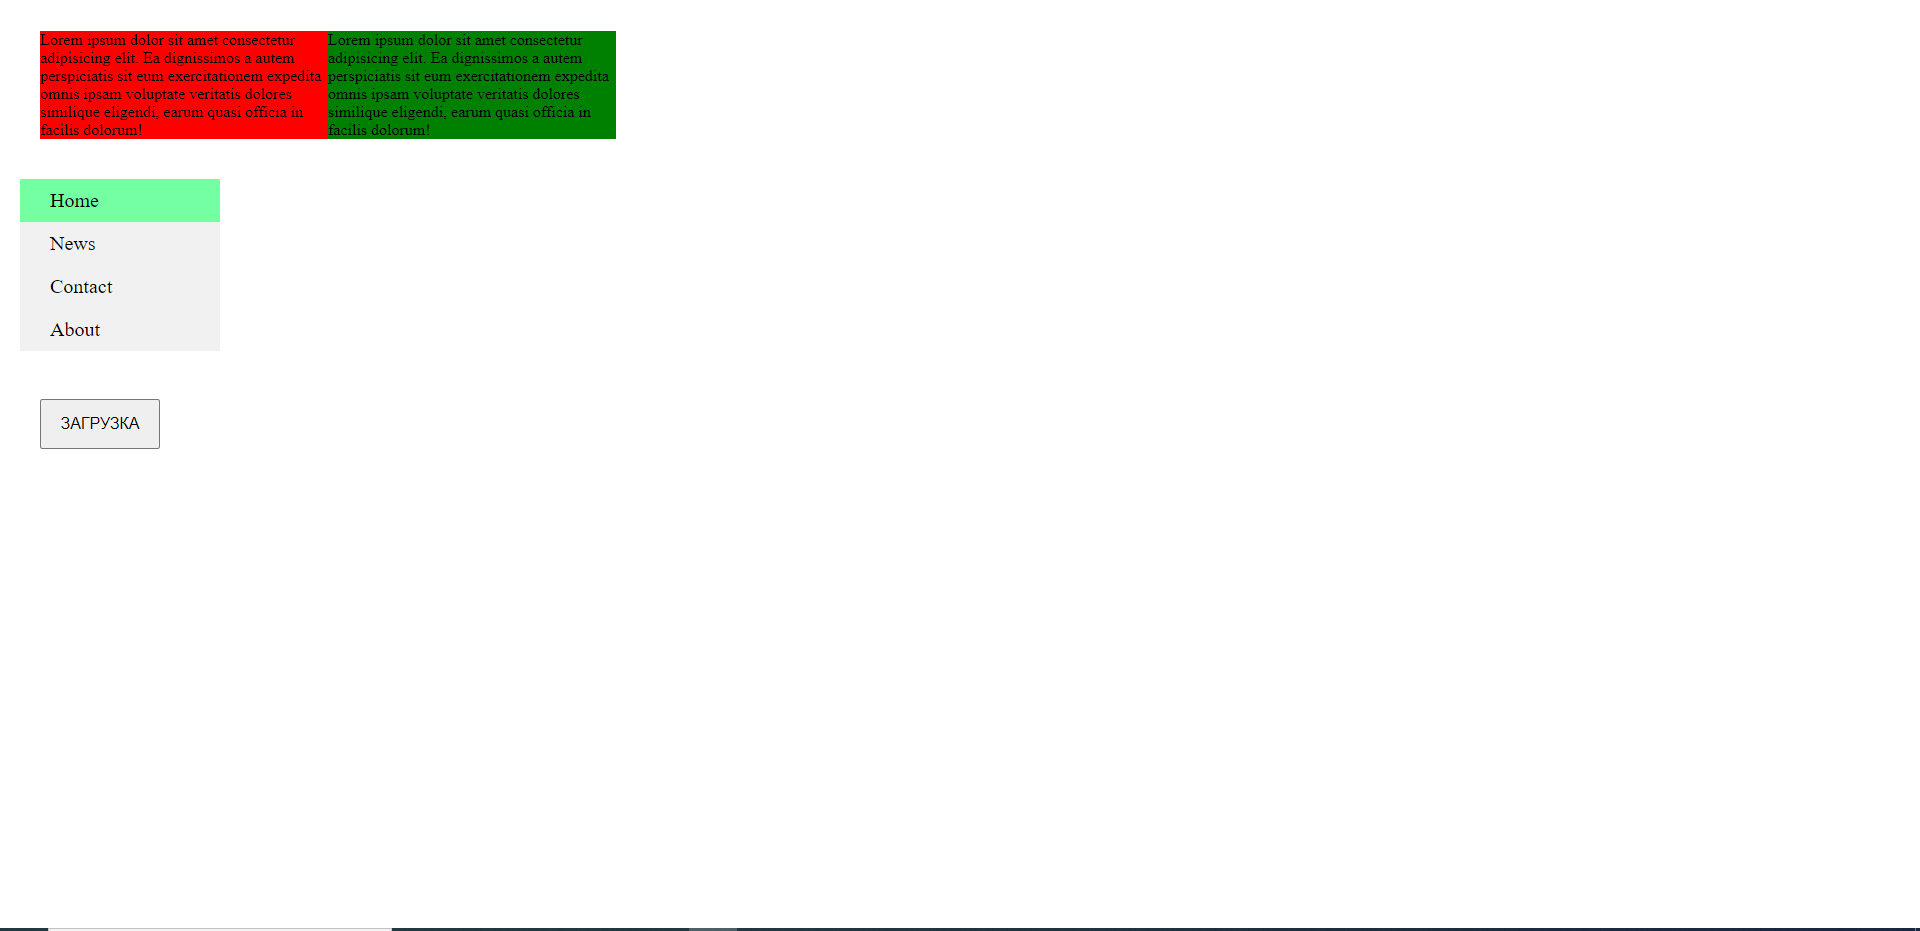 Lorem ipsum dolor sit amet consectetur
adipisicing elit. Ea dignissimos a autem
perspiciatis sit eum exercitationem expedita
omnis ipsam voluptate veritatis dolores
similique eligendi, earum quasi officia in
facilis dolorum!
Lorem ipsum dolor sit amet consectetur
adipisicing elit. Ea dignissimos a autem
perspiciatis sit eum exercitationem expedita
omnis ipsam voluptate veritatis dolores
similique eligendi, earum quasi officia in
facilis dolorum!
Home
News
Contact
About
ЗАГРУЗКА